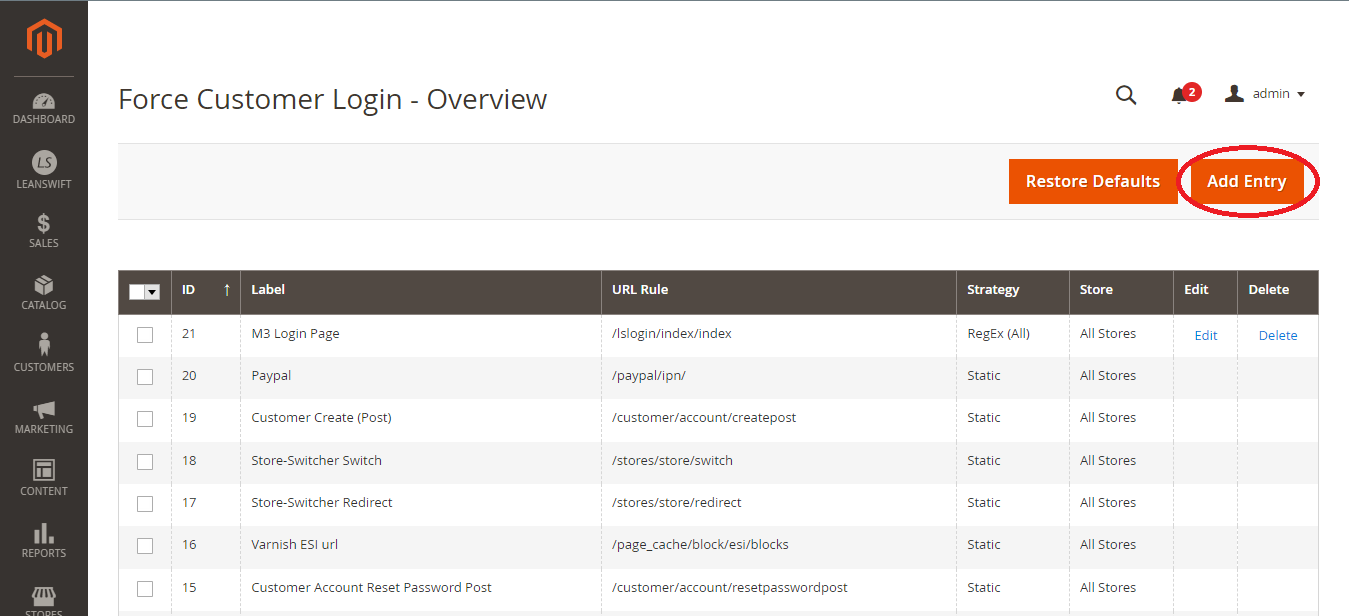 Force Customer Login - Overview
2
admin
DASHBOARD
LS
LEANSWIFT
$
SALES
CATALOG
CUSTOMERS
MARKETING
CONTENT
REPORTS
STORES
Restore Defaults Add Entry
ID ↑ Label URL Rule Strategy Store Edit Delete
21 M3 Login Page /lslogin/index/index RegEx (All) All Stores Edit Delete
20 Paypal /paypal/ipn/ Static All Stores
19 Customer Create (Post) /customer/account/createpost Static All Stores
18 Store-Switcher Switch /stores/store/switch Static All Stores
17 Store-Switcher Redirect /stores/store/redirect Static All Stores
16 Varnish ESI url /page_cache/block/esi/blocks Static All Stores
15 Customer Account Reset Password Post /customer/account/resetpasswordpost Static All Stores